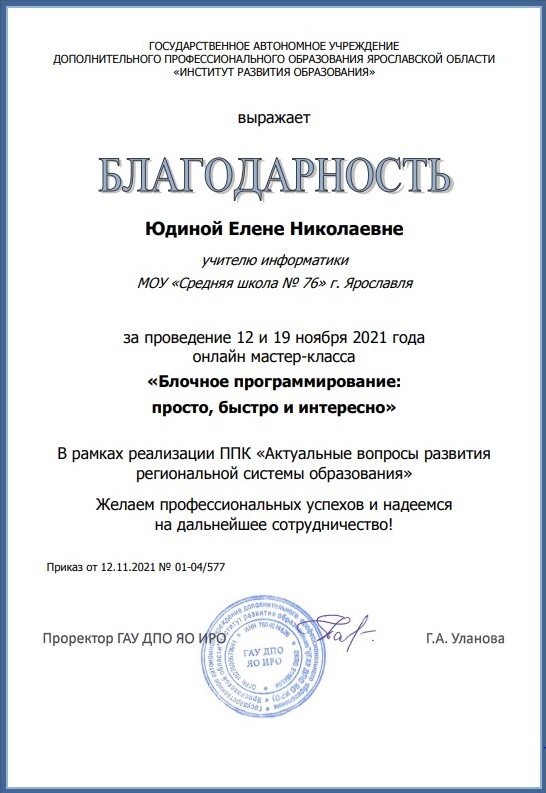 ГОСУДАРСТВЕННОЕ АВТОНОМНОЕ УЧРЕЖДЕНИЕ
ДОПОЛНИТЕЛЬНОГО ПРОФЕССИОНАЛЬНОГО ОБРАЗОВАНИЯ ЯРОСЛАВСКОЙ ОБЛАСТИ
«ИНСТИТУТ РАЗВИТИЯ ОБРАЗОВАНИЯ»
выражает
БЛАГОДАРНОСТЬ
Юдиной Елене Николаевне
учителю информатики
МОУ «Средняя школа № 76» г. Ярославля
за проведение 12 и 19 ноября 2021 года
онлайн мастер-класса
«Блочное программирование:
просто, быстро и интересно»
В рамках реализации ППК «Актуальные вопросы развития
региональной системы образования»
Желаем профессиональных успехов и надеемся
на дальнейшее сотрудничество!
Приказ от 12.11.2021 № 01-04/577
Проректор ГАУ ДПО ЯО ИРО
Г.А. Уланова
ГАУ ДПО
ЯО ИРО